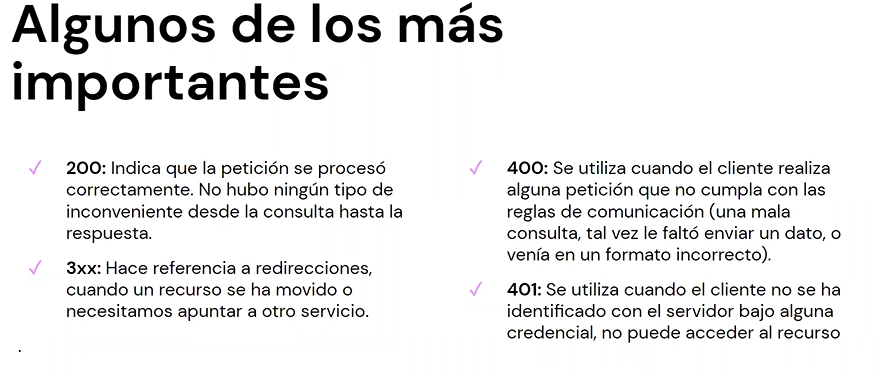 Algunos de los más
importantes
200: Indica que la petición se procesó
correctamente. No hubo ningún tipo de
inconveniente desde la consulta hasta la
respuesta.
3xx: Hace referencia a redirecciones,
cuando un recurso se ha movido o
necesitamos apuntar a otro servicio.
.
400: Se utiliza cuando el cliente realiza
alguna petición que no cumpla con las
reglas de comunicación (una mala
consulta, tal vez le faltó enviar un dato, o
venía en un formato incorrecto).
401: Se utiliza cuando el cliente no se ha
identificado con el servidor bajo alguna
credencial, no puede acceder al recurso